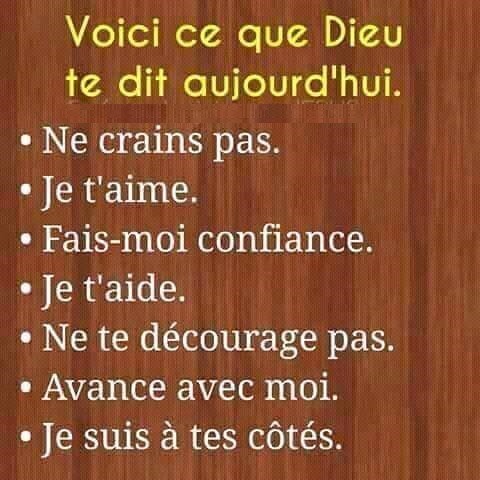 Voici ce que Dieu
te dit aujourd'hui.
• Ne crains pas.
• Je t'aime.
• Fais-moi confiance.
• Je t'aide.
• Ne te décourage pas.
• Avance avec moi.
• Je suis à tes côtés.